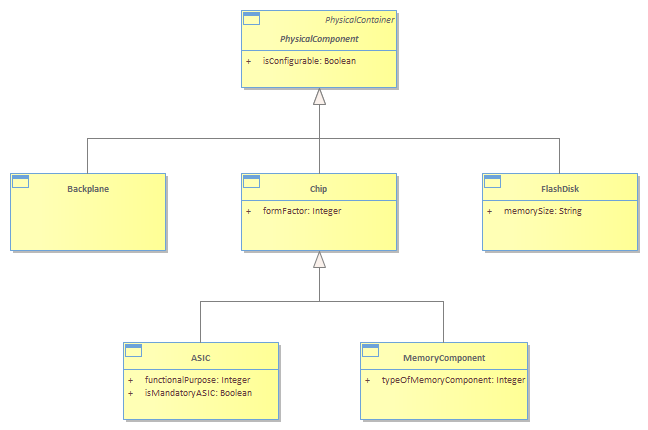 PhysicalContainer
PhysicalComponent
+ isConfigurable: Boolean
Backplane
Chip
+ formFactor: Integer
FlashDisk
+ memorySize: String
ASIC
+ functionalPurpose: Integer
+ isMandatoryASIC: Boolean
MemoryComponent
+ typeOfMemoryComponent: Integer